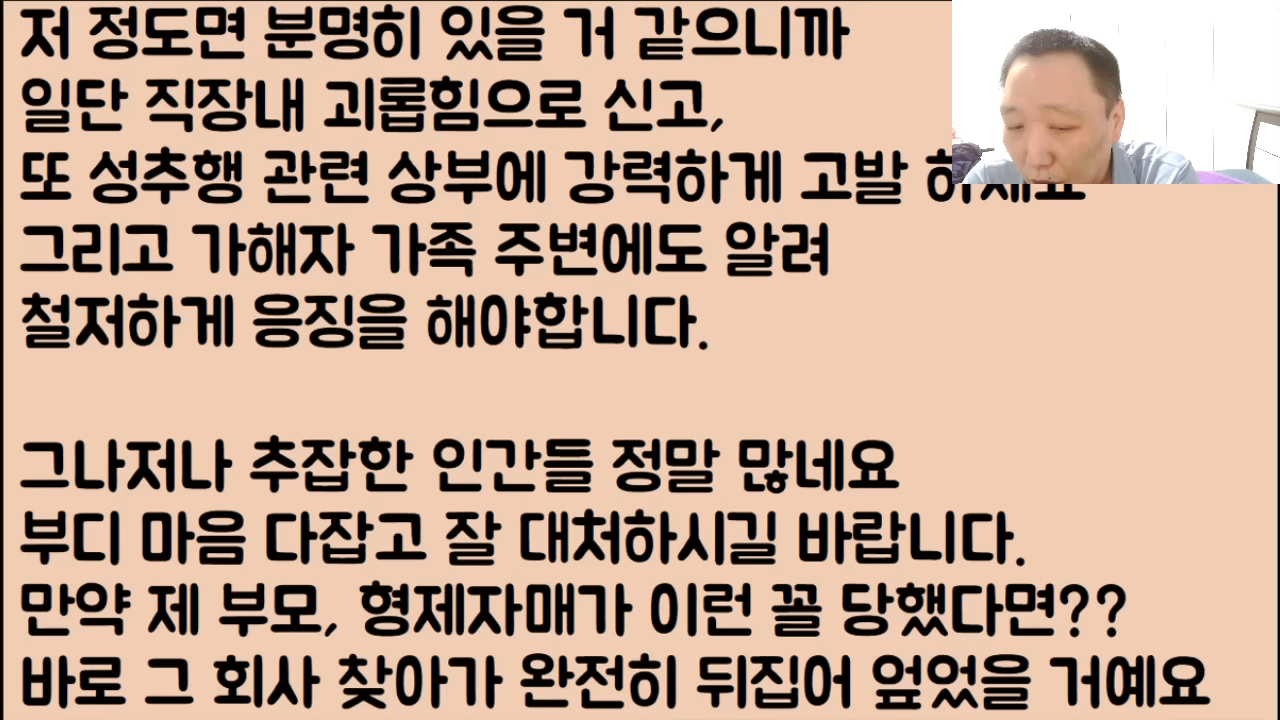 저 정도면 분명히 있을 거 같으니까
일단 직장내 괴롭힘으로 신고,
또 성추행 관련 상부에 강력하게 고발
그리고 가해자 가족 주변에도 알려
철저하게 응징을 해야합니다.
그나저나 추잡한 인간들 정말 많네요
부디 마음 다잡고 잘 대처하시길 바랍니다.
만약 제 부모, 형제자매가 이런 꼴 당했다면??
바로 그 회사 찾아가 완전히 뒤집어 엎었을 거예요